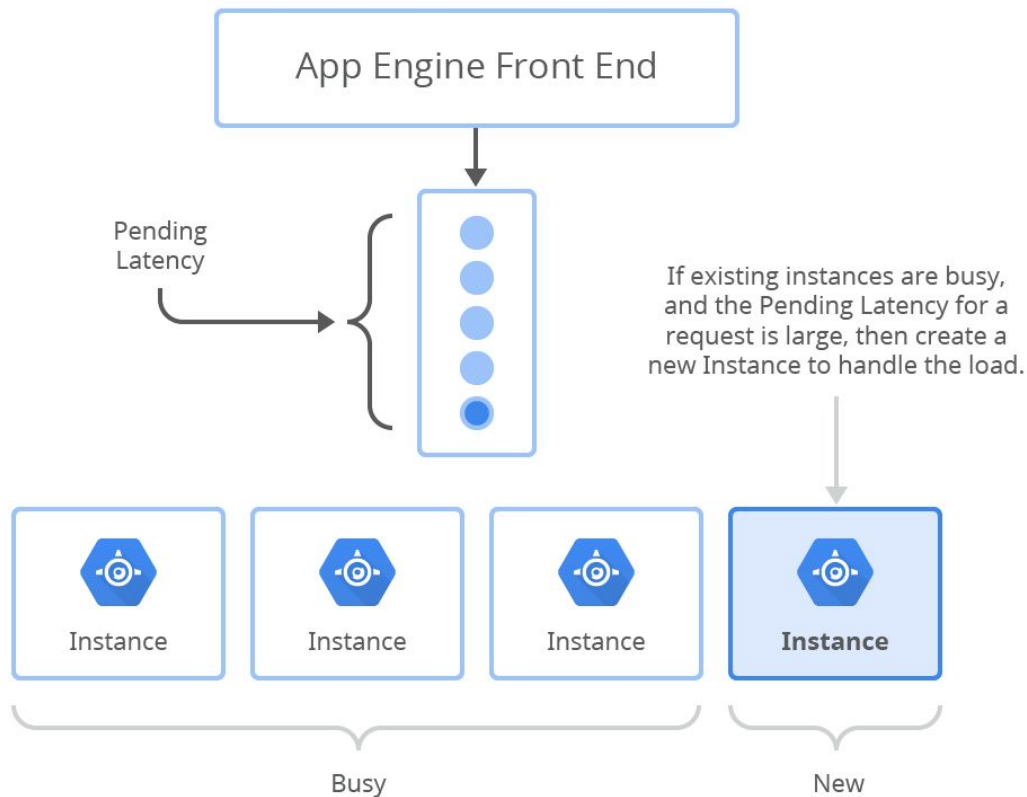 App Engine Front End
Pending
Latency
If existing instances are busy,
and the Pending Latency for a
request is large, then create a
new Instance to handle the load.
Instance
Instance
Instance
Instance
Busy
New